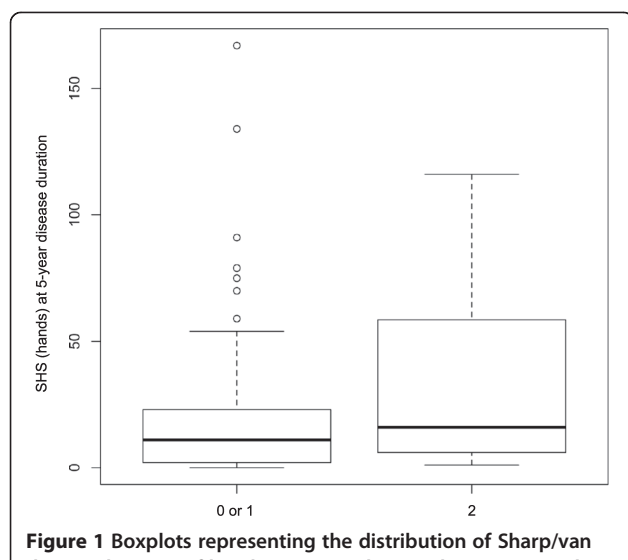 150
100
50
0
SHS (hands) at 5-year disease duration
0 or 1
2
Figure 1 Boxplots representing the distribution of Sharp/van